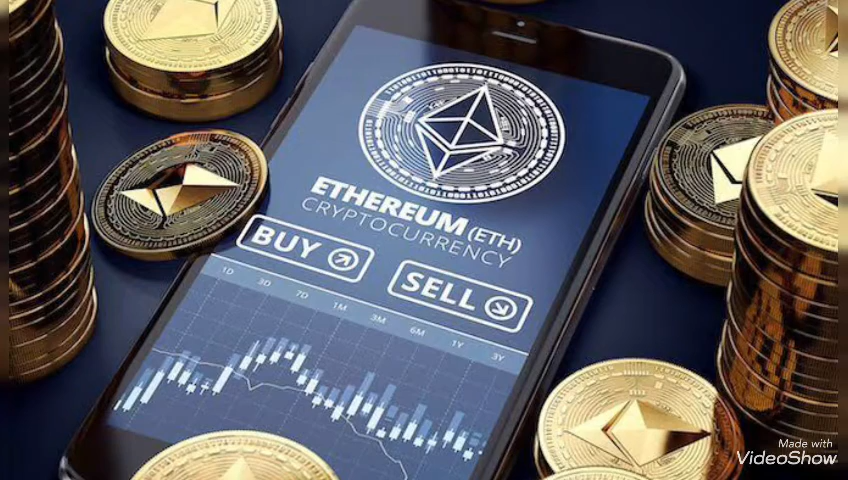 ETHEREUM (ETH)
CRYPTOCURRENCY
BUY
SELL
1D 3D 7D 1M 3M 6M 1Y 3Y
Made with
VideoShow